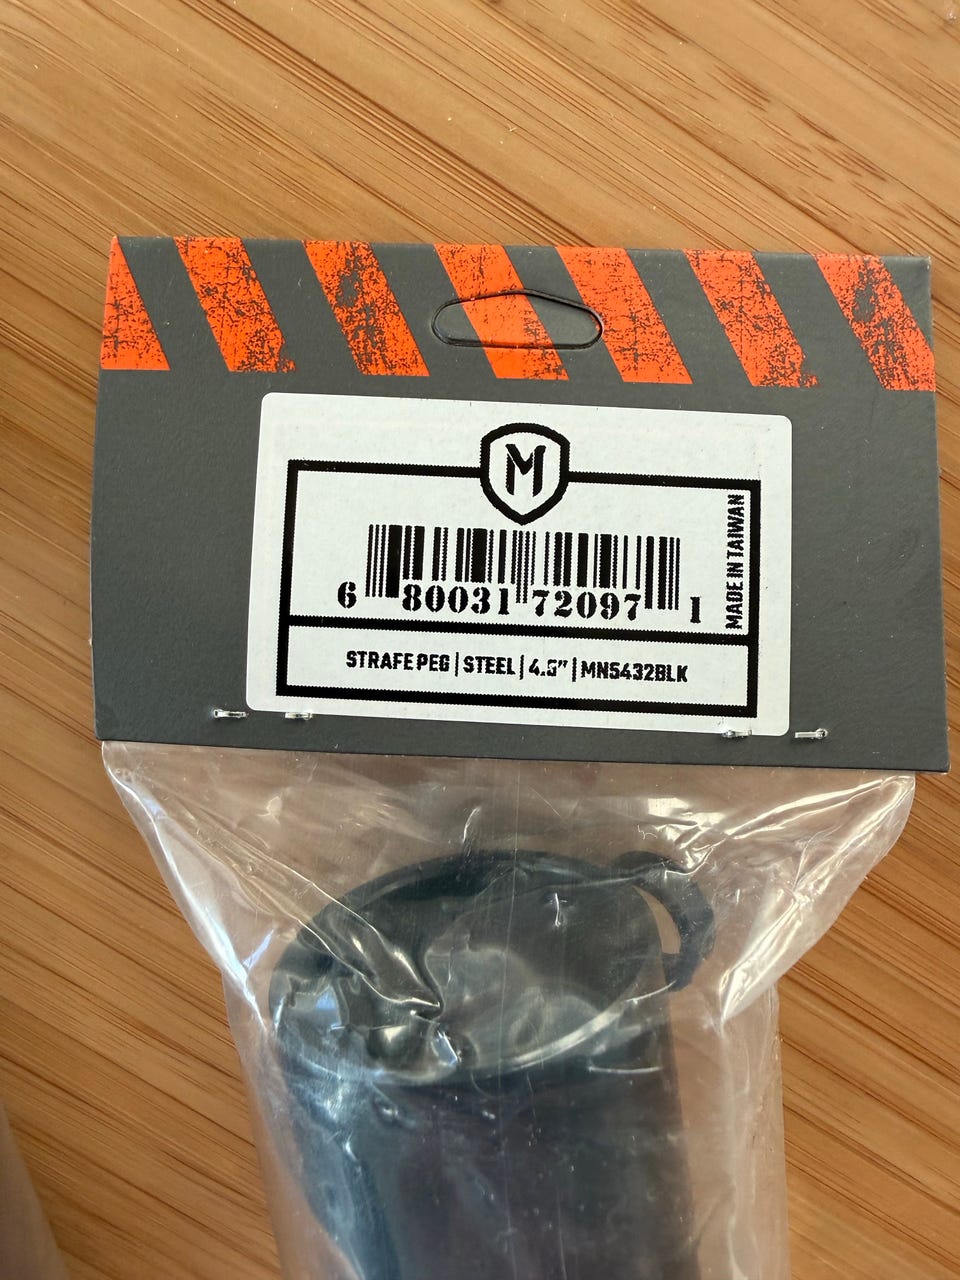 M
MADE IN TAIWAN
6 80031 72097 1
STRAFE PEG | STEEL | 4.5" | MN5432BLK